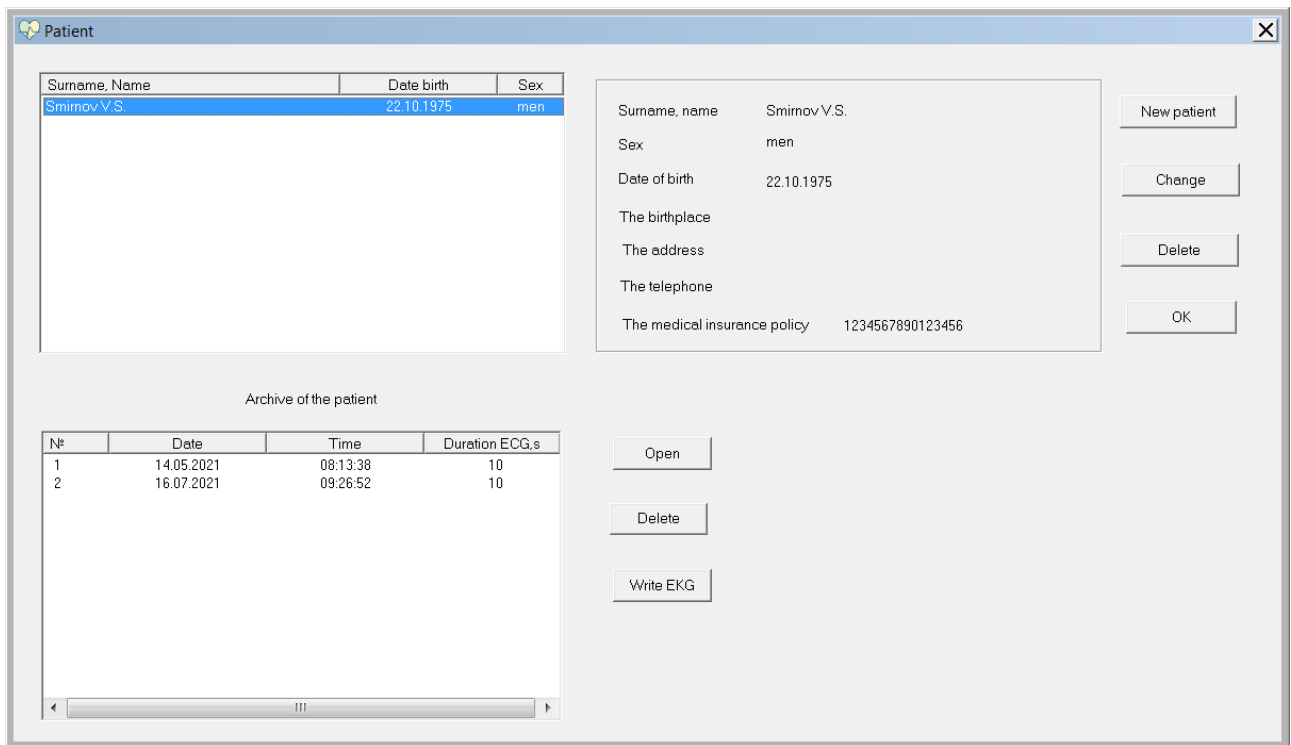 Patient
Surname, Name Date birth Sex
Smirnov V.S. 22.10.1975 men
Surname, name Smirnov V.S.
Sex men
Date of birth 22.10.1975
The birthplace
The address
The telephone
The medical insurance policy 1234567890123456
New patient
Change
Delete
OK
Archive of the patient
№ Date Time Duration ECG,s
1 14.05.2021 08:13:38 10
2 16.07.2021 09:26:52 10
Open
Delete
Write EKG